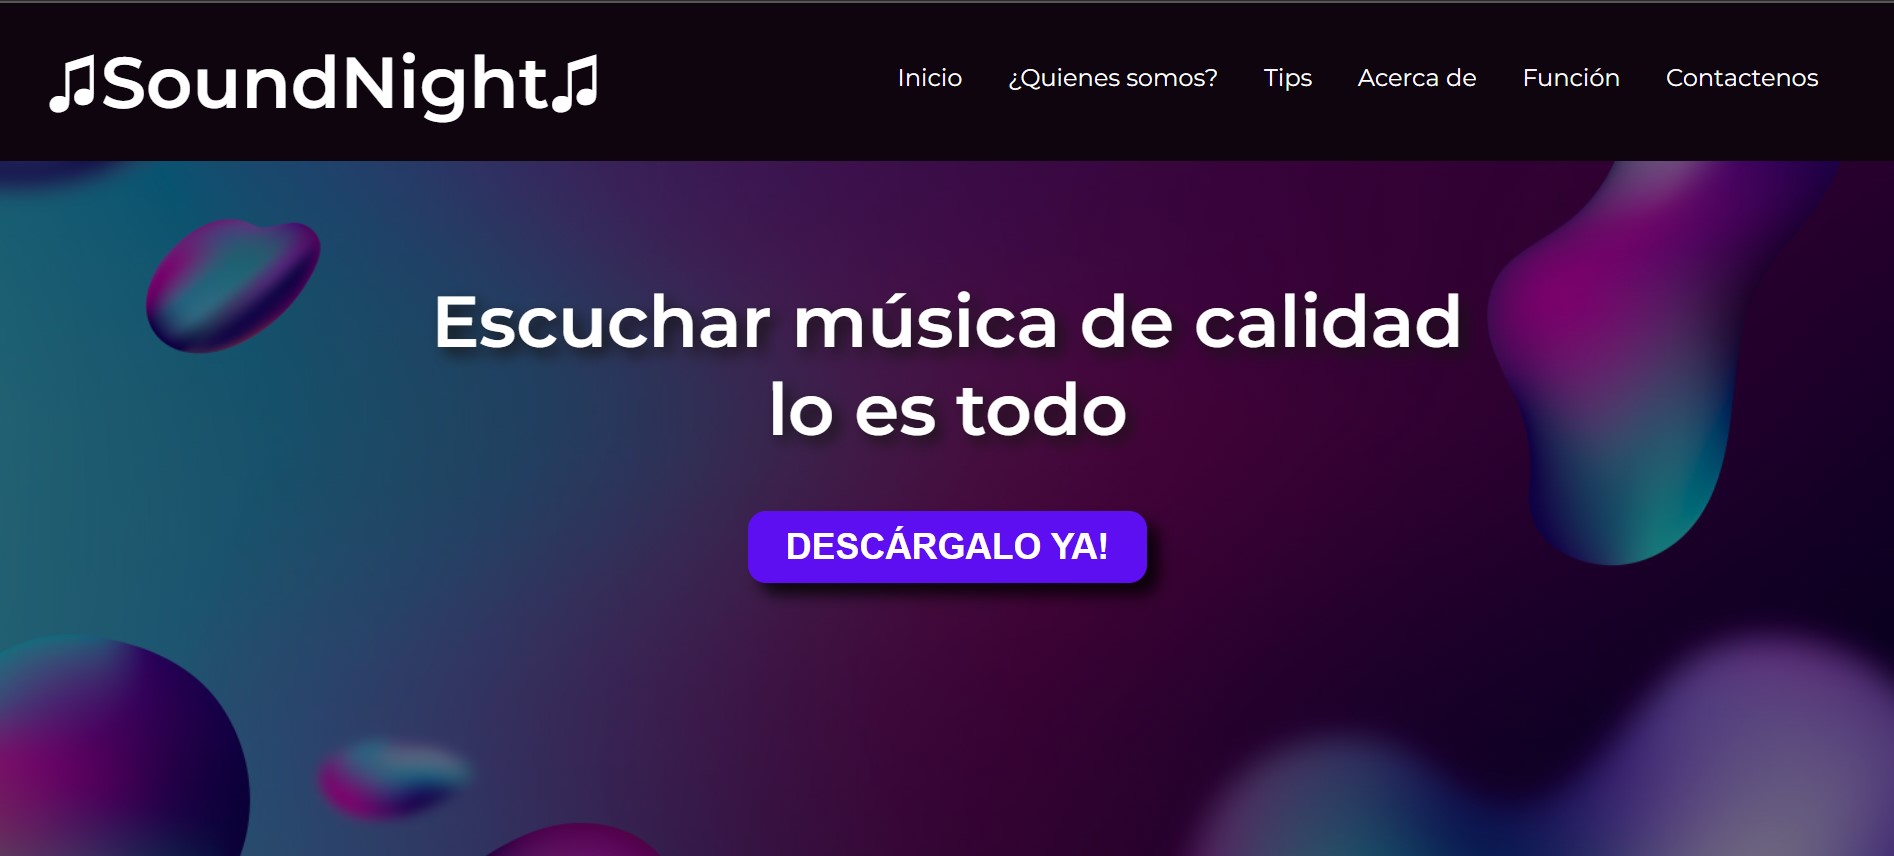 ♫SoundNight♫
Inicio ¿Quienes somos? Tips Acerca de Función Contactenos
Escuchar música de calidad
lo es todo
DESCÁRGALO YA!